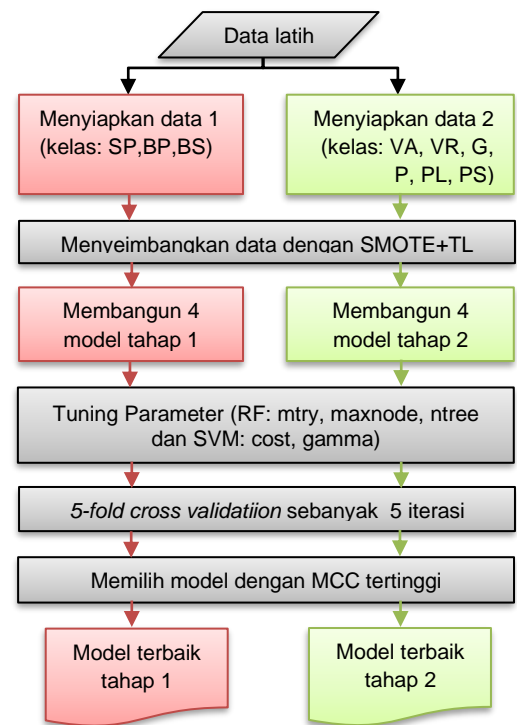 Data latih
Menyiapkan data 1
(kelas: SP,BP,BS)
Menyiapkan data 2
(kelas: VA, VR, G,
P, PL, PS)
Menyeimbangkan data dengan SMOTE+TL
Membangun 4
model tahap 1
Membangun 4
model tahap 2
Tuning Parameter (RF: mtry, maxnode, ntree
dan SVM: cost, gamma)
5-fold cross validatiion sebanyak 5 iterasi
Memilih model dengan MCC tertinggi
Model terbaik
tahap 1
Model terbaik
tahap 2